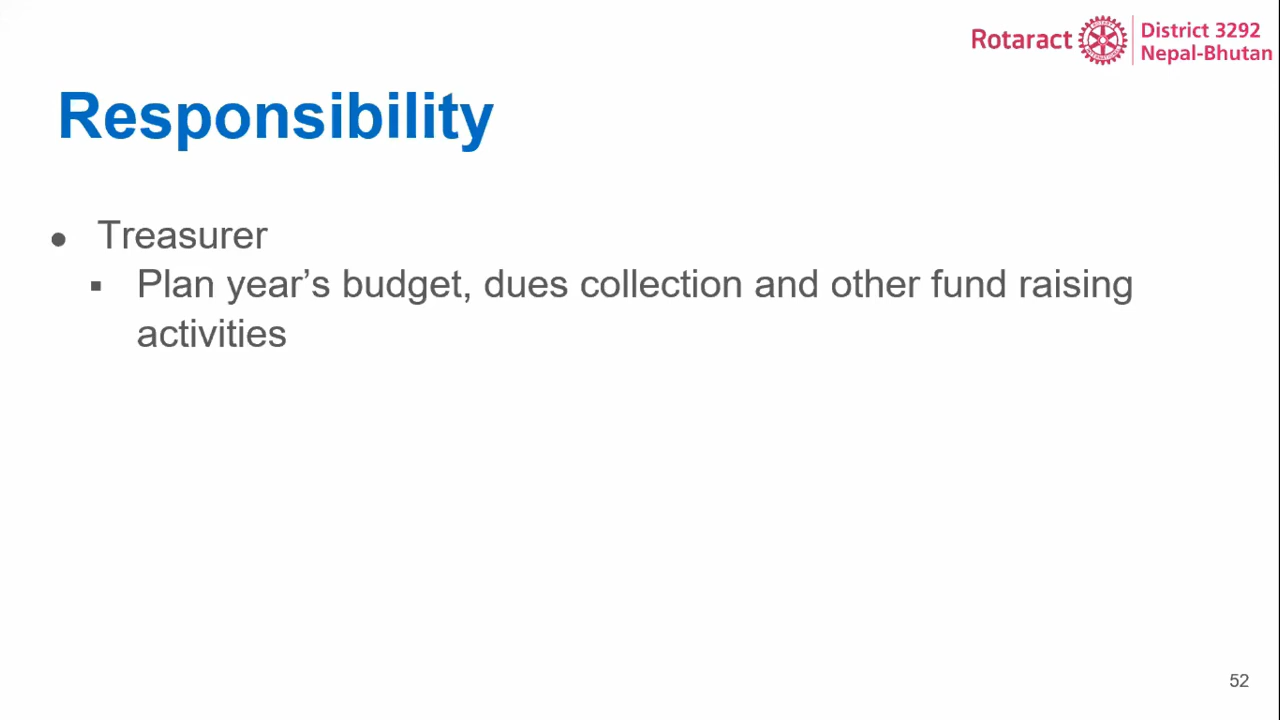 Rotaract
District 3292
Nepal-Bhutan
Responsibility
● Treasurer
▪ Plan year’s budget, dues collection and other fund raising
activities
52